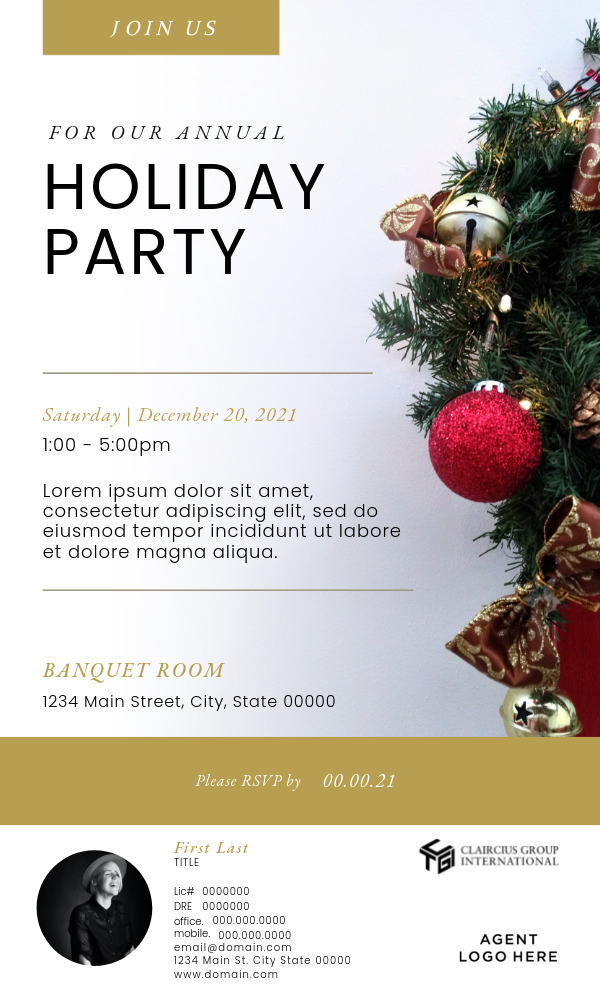 JOIN US
FOR OUR ANNUAL
HOLIDAY
PARTY
Saturday | December 20, 2021
1:00 - 5:00pm
Lorem ipsum dolor sit amet,
consectetur adipiscing elit, sed do
eiusmod tempor incididunt ut labore
et dolore magna aliqua.
BANQUET ROOM
1234 Main Street, City, State 00000
Please RSVP by 00.00.21
First Last
TITLE
Lic# 0000000
DRE 0000000
office. 000.000.0000
mobile. 000.000.0000
email@domain.com
1234 Main St. City State 00000
www.domain.com
CLAIRCIUS GROUP
INTERNATIONAL
AGENT
LOGO HERE